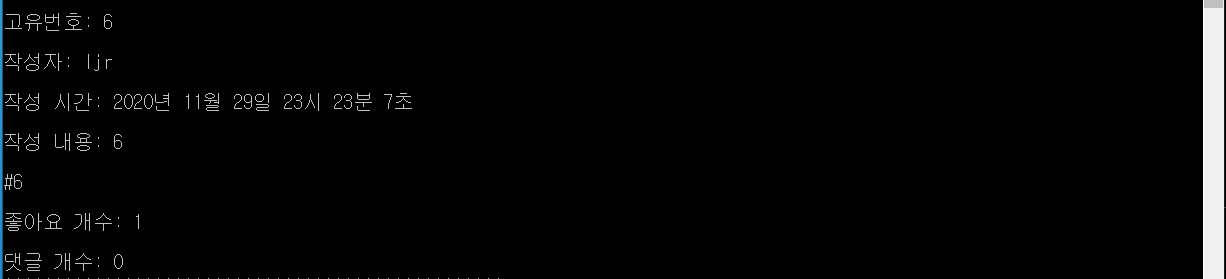 고유번호: 6
작성자: ljr
작성 시간: 2020년 11월 29일 23시 23분 7초
작성 내용: 6
#6
좋아요 개수: 1
댓글 개수: 0